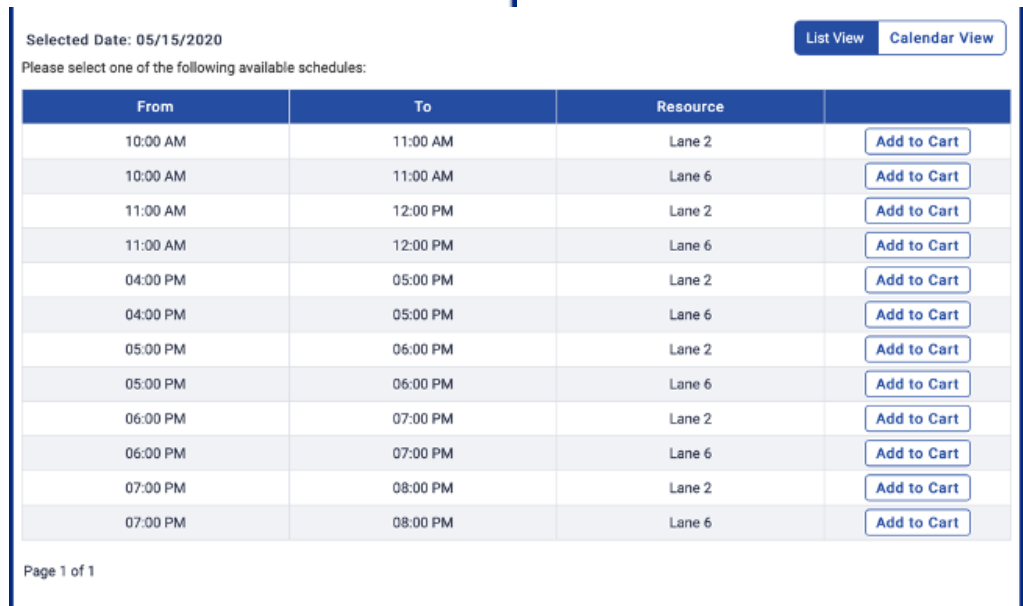 Selected Date: 05/15/2020 List View Calendar View
Please select one of the following available schedules:
From To Resource
10:00 AM 11:00 AM Lane 2 Add to Cart
10:00 AM 11:00 AM Lane 6 Add to Cart
11:00 AM 12:00 PM Lane 2 Add to Cart
11:00 AM 12:00 PM Lane 6 Add to Cart
04:00 PM 05:00 PM Lane 2 Add to Cart
04:00 PM 05:00 PM Lane 6 Add to Cart
05:00 PM 06:00 PM Lane 2 Add to Cart
05:00 PM 06:00 PM Lane 6 Add to Cart
06:00 PM 07:00 PM Lane 2 Add to Cart
06:00 PM 07:00 PM Lane 6 Add to Cart
07:00 PM 08:00 PM Lane 2 Add to Cart
07:00 PM 08:00 PM Lane 6 Add to Cart
Page 1 of 1